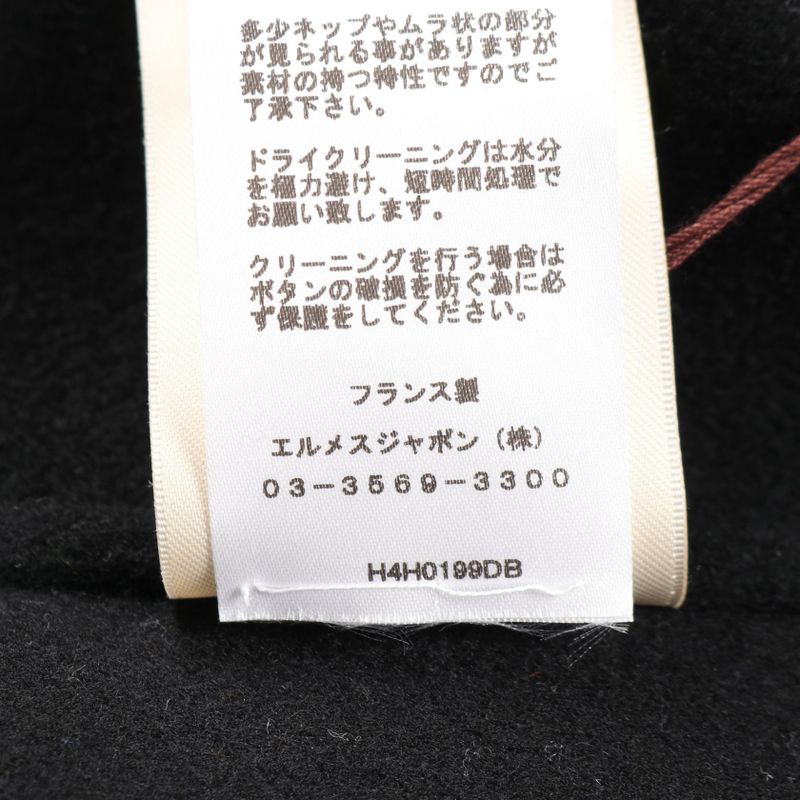 多少ネップやムラ状の部分
が見られる事がありますが
素材の持つ特性ですのでご
了承下さい。
ドライクリーニングは水分
を極力避け、短時間処理で
お願い致します。
クリーニングを行う場合は
ボタンの破損を防ぐ為に必
ず保護をしてください。
フランス製
エルメスジャポン（株）
03-3569-3300
H4H0199DB